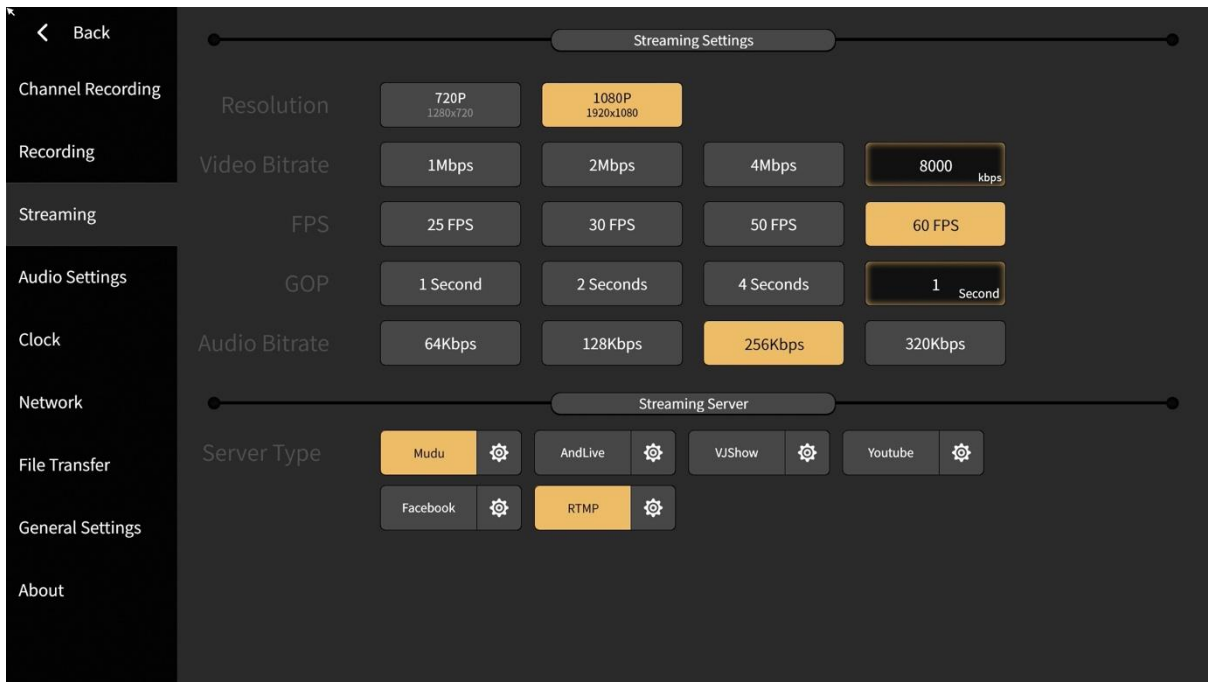 Back
Channel Recording
Recording
Streaming
Audio Settings
Clock
Network
File Transfer
General Settings
About
Streaming Settings
Resolution
720P
1280x720
1080P
1920x1080
Video Bitrate
1Mbps
2Mbps
4Mbps
8000 kbps
FPS
25 FPS
30 FPS
50 FPS
60 FPS
GOP
1 Second
2 Seconds
4 Seconds
1 Second
Audio Bitrate
64Kbps
128Kbps
256Kbps
320Kbps
Streaming Server
Server Type
Mudu
AndLive
VJShow
Youtube
Facebook
RTMP